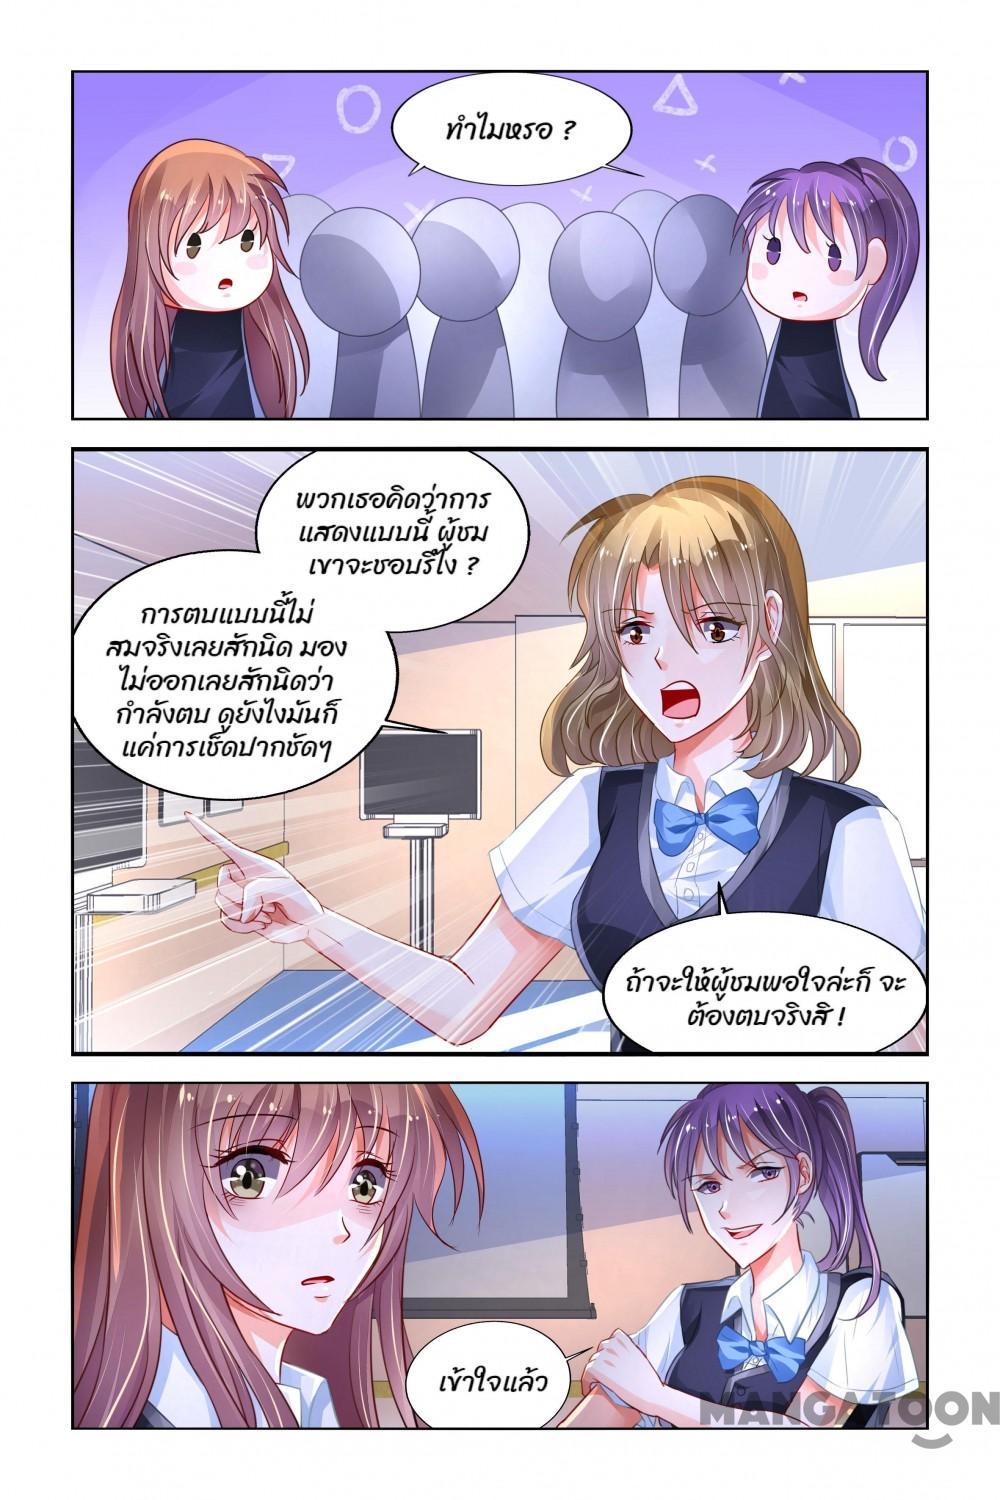 ทำไมหรอ ?
พวกเธอคิดว่าการ
แสดงแบบนี้ ผู้ชม
เขาจะชอบรึไง ?
การตบแบบนี้ไม่
สมจริงเลยสักนิด มอง
ไม่ออกเลยสักนิดว่า
กำลังตบ ดูยังไงมันก็
แค่การเช็ดปากชัดๆ
ถ้าจะให้ผู้ชมพอใจล่ะก็ จะ
ต้องตบจริงสิ !
เข้าใจแล้ว
MANGATOON